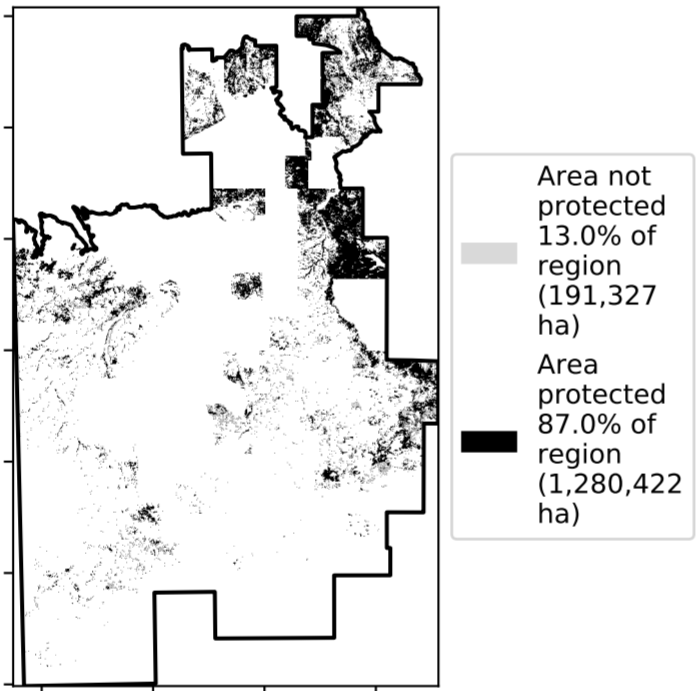 Area not
protected
13.0% of
region
(191,327
ha)
Area
protected
87.0% of
region
(1,280,422
ha)